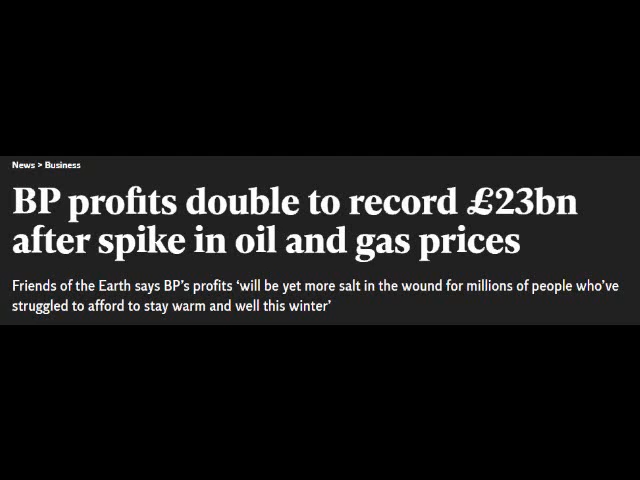 News > Business
BP profits double to record £23bn
after spike in oil and gas prices
Friends of the Earth says BP's profits ‘will be yet more salt in the wound for millions of people who've
struggled to afford to stay warm and well this winter’